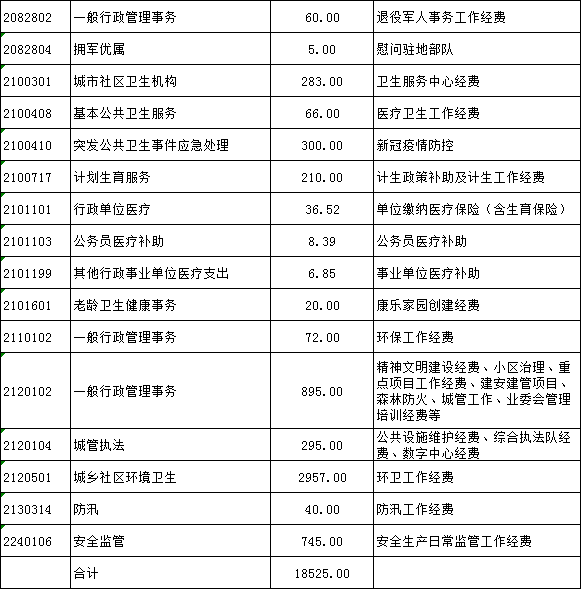 2082802 一般行政管理事务 60.00 退役军人事务工作经费
2082804 拥军优属 5.00 慰问驻地部队
2100301 城市社区卫生机构 283.00 卫生服务中心经费
2100408 基本公共卫生服务 66.00 医疗卫生工作经费
2100410 突发公共卫生事件应急处理 300.00 新冠疫情防控
2100717 计划生育服务 210.00 计生政策补助及计生工作经费
2101101 行政单位医疗 36.52 单位缴纳医疗保险（含生育保险）
2101103 公务员医疗补助 8.39 公务员医疗补助
2101199 其他行政事业单位医疗支出 6.85 事业单位医疗补助
2101601 老龄卫生健康事务 20.00 康乐家园创建经费
2110102 一般行政管理事务 72.00 环保工作经费
2120102 一般行政管理事务 895.00 精神文明建设经费、小区治理、重
点项目工作经费、建安建管项目、
森林防火、城管工作、业委会管理
培训经费等
2120104 城管执法 295.00 公共设施维护经费、综合执法队经
费、数字中心经费
2120501 城乡社区环境卫生 2957.00 环卫工作经费
2130314 防汛 40.00 防汛工作经费
2240106 安全监管 745.00 安全生产日常监管工作经费
合计 18525.00